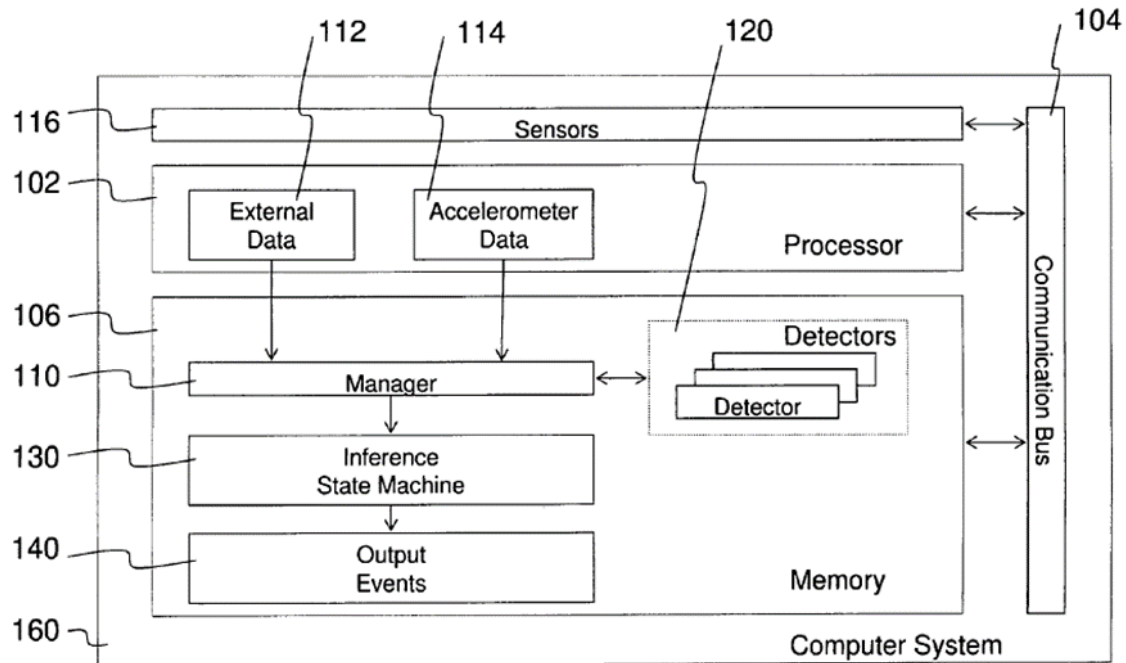 112
114
120
104
116
Sensors
102
External
Data
Accelerometer
Data
Processor
106
Detectors
110
Manager
Detector
130
Inference
State Machine
140
Output
Events
Memory
Communication Bus
160
Computer System